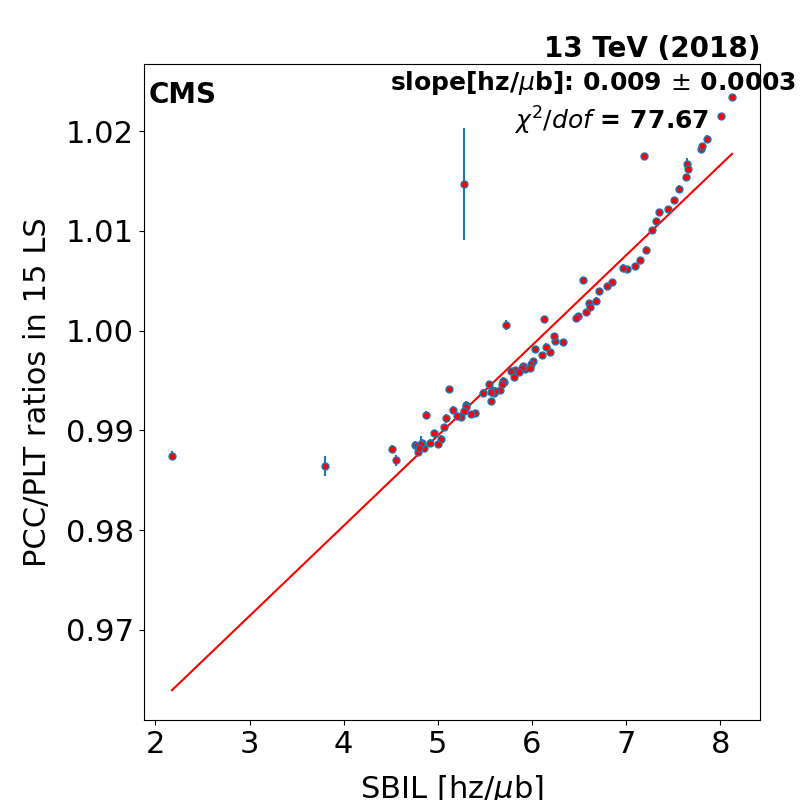 13 TeV (2018)
CMS
slope[hz/μb]: 0.009 ± 0.0003
χ²/dof = 77.67
1.02
1.01
1.00
0.99
0.98
0.97
PCC/PLT ratios in 15 LS
2 3 4 5 6 7 8
SBIL [hz/μb]